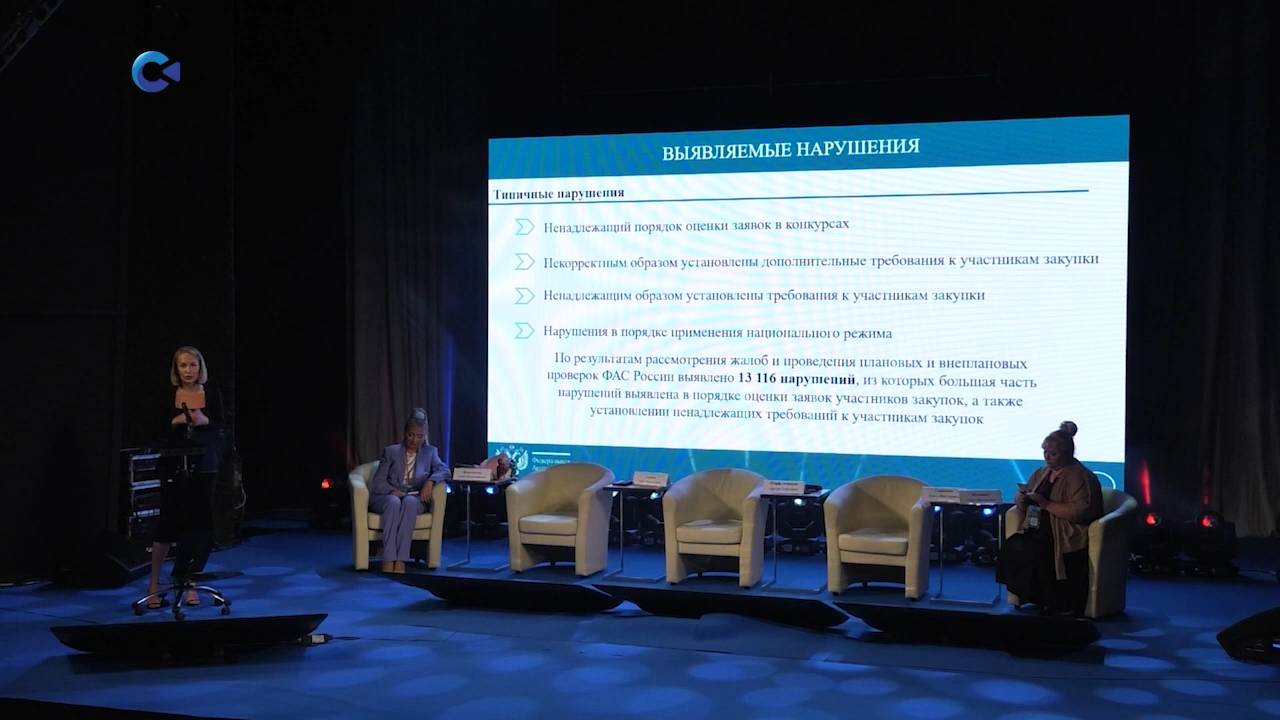 ВЫЯВЛЯЕМЫЕ НАРУШЕНИЯ
Типичные нарушения
Ненадлежащий порядок оценки заявок в конкурсах
Некорректным образом установлены дополнительные требования к участникам закупки
Ненадлежащим образом установлены требования к участникам закупки
Нарушения в порядке применения национального режима
По результатам рассмотрения жалоб и проведения плановых и внеплановых
проверок ФАС России выявлено 13 116 нарушений, из которых большая часть
нарушений выявлена в порядке оценки заявок участников закупок, а также
установлении ненадлежащих требований к участникам закупок